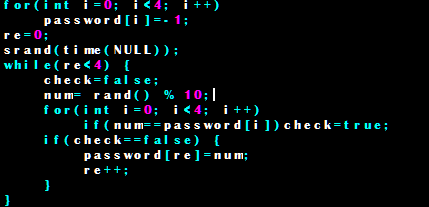 for(int i=0; i<4; i++)
password[i]=-1;
re=0;
srand(time(NULL));
while(re<4) {
check=false;
num= rand() % 10;
for(int i=0; i<4; i++)
if(num==password[i])check=true;
if(check==false) {
password[re]=num;
re++;
}
}